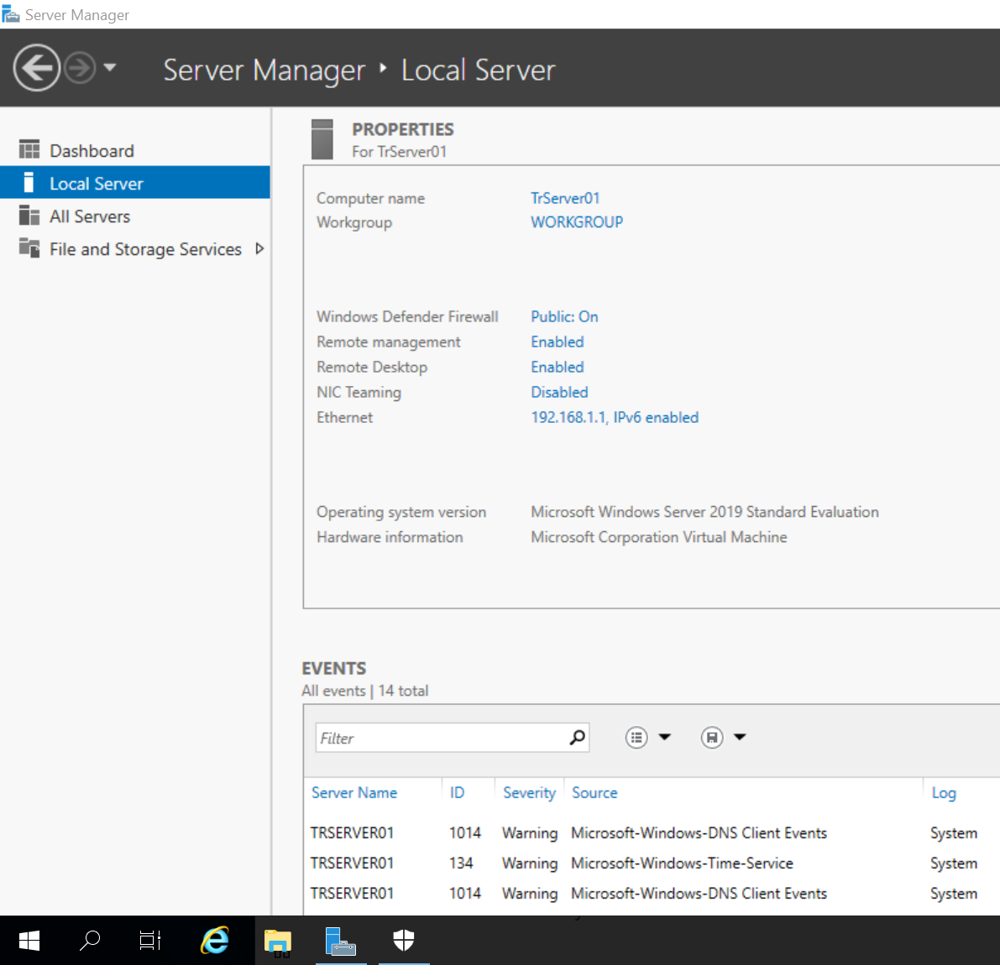 Server Manager
Server Manager ‣ Local Server
Dashboard
Local Server
All Servers
File and Storage Services
PROPERTIES
For TrServer01
Computer name TrServer01
Workgroup WORKGROUP
Windows Defender Firewall Public: On
Remote management Enabled
Remote Desktop Enabled
NIC Teaming Disabled
Ethernet 192.168.1.1, IPv6 enabled
Operating system version Microsoft Windows Server 2019 Standard Evaluation
Hardware information Microsoft Corporation Virtual Machine
EVENTS
All events | 14 total
Filter
Server Name ID Severity Source Log
TRSERVER01 1014 Warning Microsoft-Windows-DNS Client Events System
TRSERVER01 134 Warning Microsoft-Windows-Time-Service System
TRSERVER01 1014 Warning Microsoft-Windows-DNS Client Events System